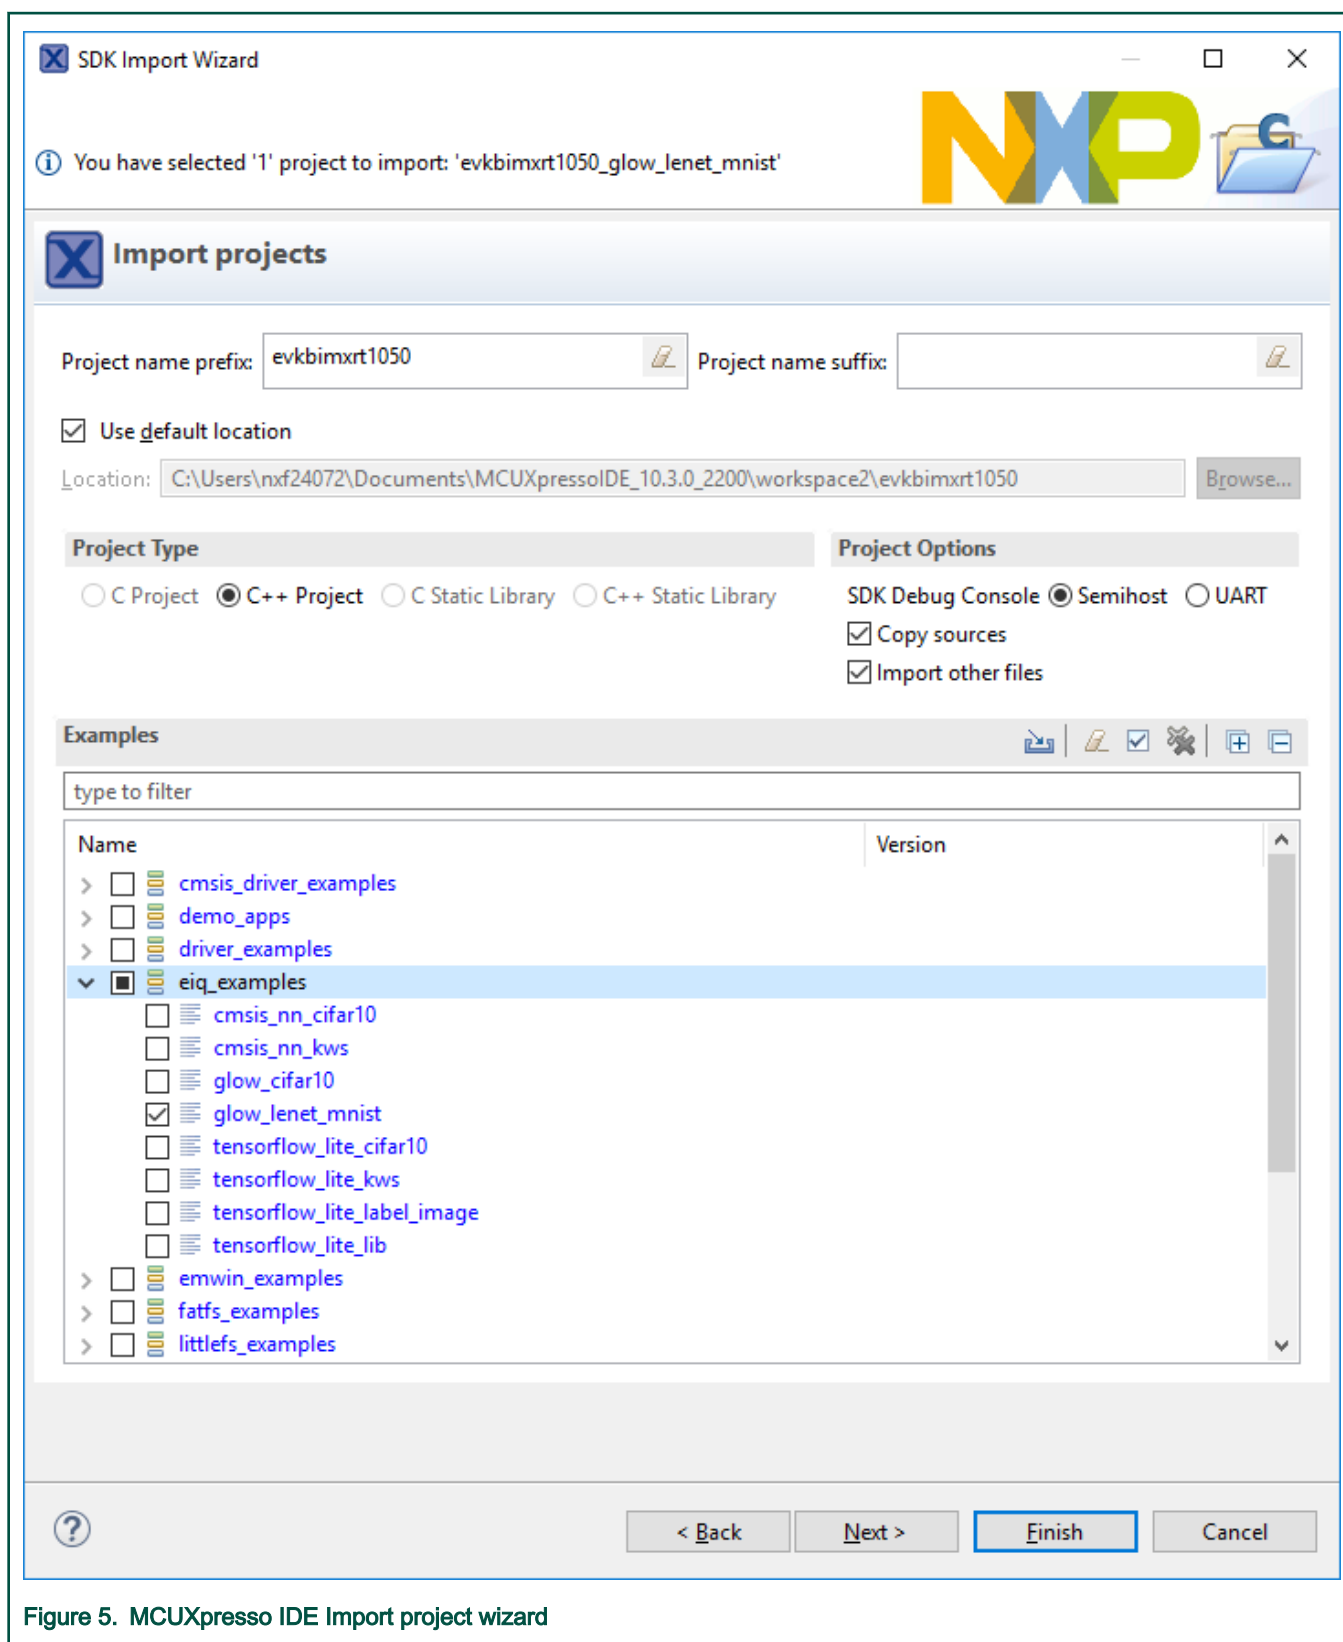 SDK Import Wizard
You have selected '1' project to import: 'evkbimxrt1050_glow_lenet_mnist'
NXP
C
X Import projects
Project name prefix: evkbimxrt1050 Project name suffix:
Use default location
Location: C:\Users\nxf24072\Documents\MCUXpressoIDE_10.3.0_2200\workspace2\evkbimxrt1050 Browse...
Project Type Project Options
C Project C++ Project C Static Library C++ Static Library SDK Debug Console Semihost UART
Copy sources
Import other files
Examples
type to filter
Name Version
cmsis_driver_examples
demo_apps
driver_examples
eiq_examples
cmsis_nn_cifar10
cmsis_nn_kws
glow_cifar10
glow_lenet_mnist
tensorflow_lite_cifar10
tensorflow_lite_kws
tensorflow_lite_label_image
tensorflow_lite_lib
emwin_examples
fatfs_examples
littlefs_examples
? < Back Next > Finish Cancel
Figure 5. MCUXpresso IDE Import project wizard